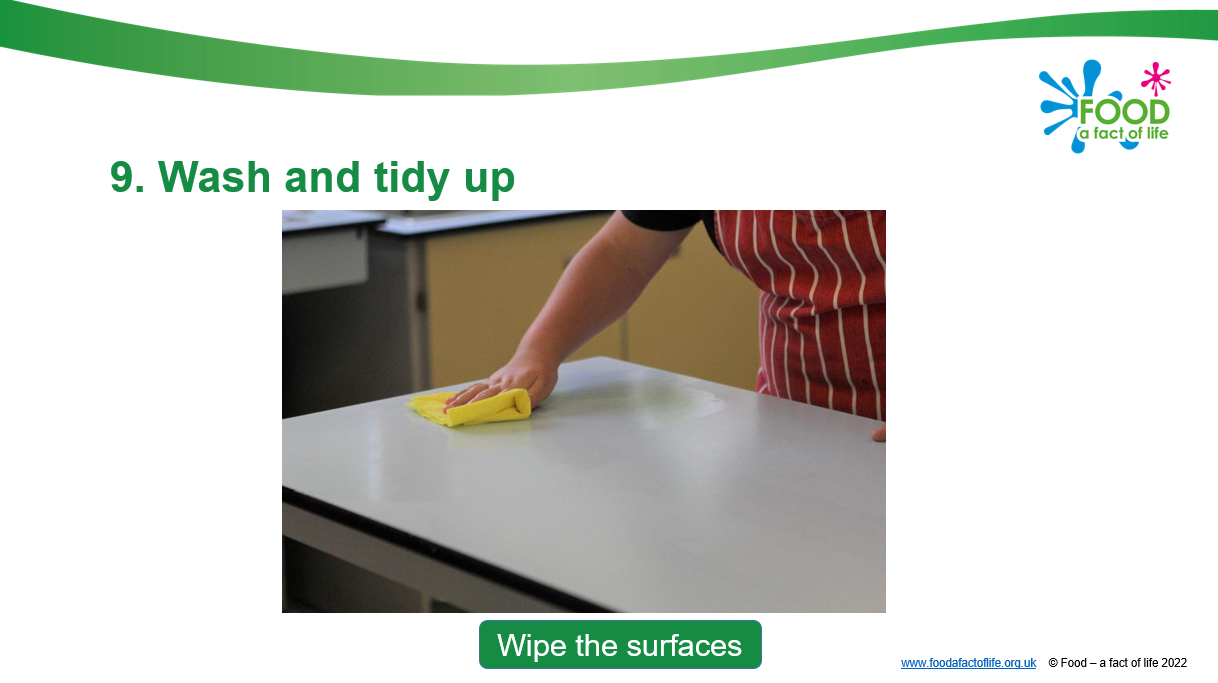 FOOD
a fact of life
9. Wash and tidy up
Wipe the surfaces
www.foodafactoflife.org.uk © Food – a fact of life 2022